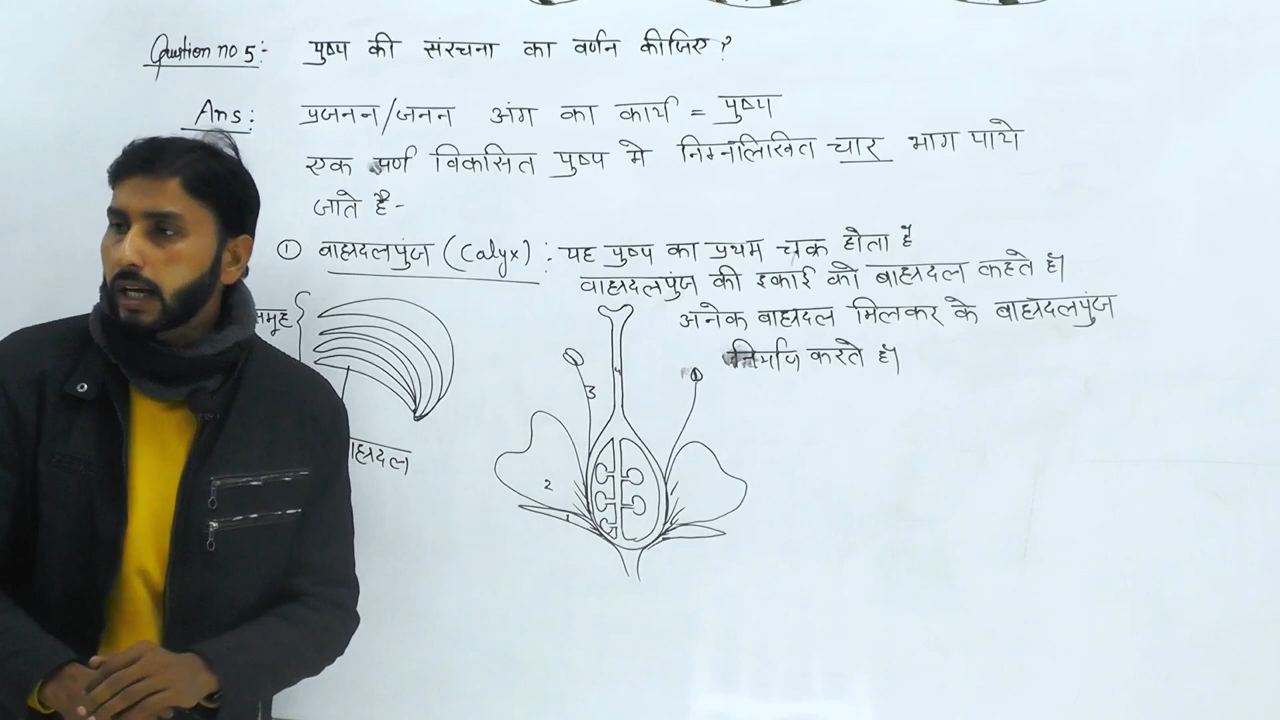 Question no 5:- पुष्प की संरचना का वर्णन कीजिए ?
Ans: प्रजनन/जनन अंग का कार्य = पुष्प
एक पर्ण विकसित पुष्प मे निम्नलिखित चार भाग पाये
जाते है-
① बाह्यदलपुंज (Calyx) : यह पुष्प का प्रथम चक्र होता है
वाह्यदलपुंज की इकाई को बाह्यदल कहते है।
अनेक बाह्यदल मिलकर के बाह्यदलपुंज
निर्माण करते है।
समूह
ाह्यदल
1
2
3
4